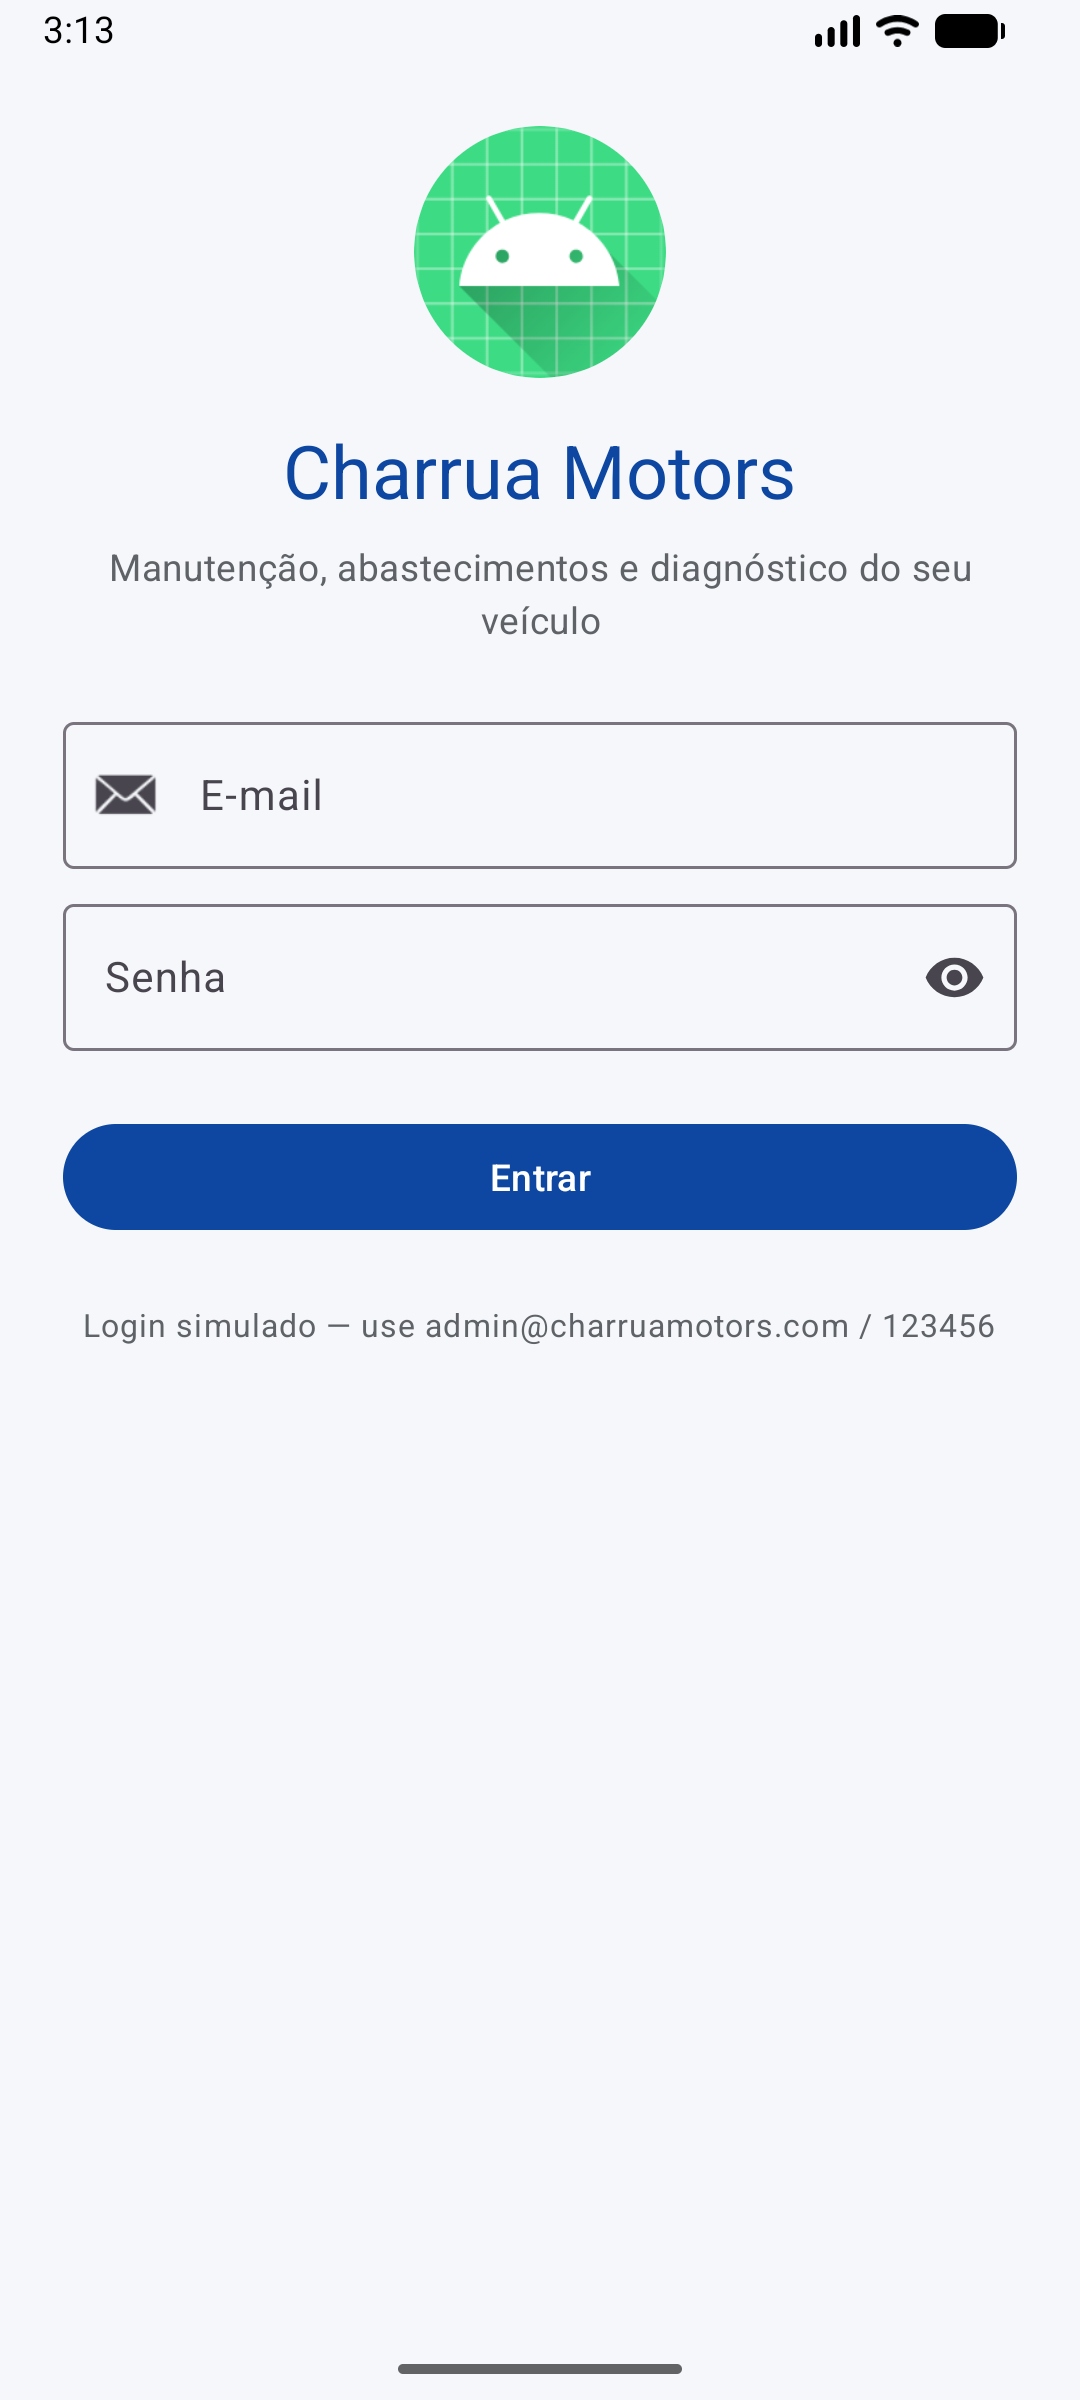 3:13
Charrua Motors
Manutenção, abastecimentos e diagnóstico do seu
veículo
E-mail
Senha
Entrar
Login simulado — use admin@charruamotors.com / 123456